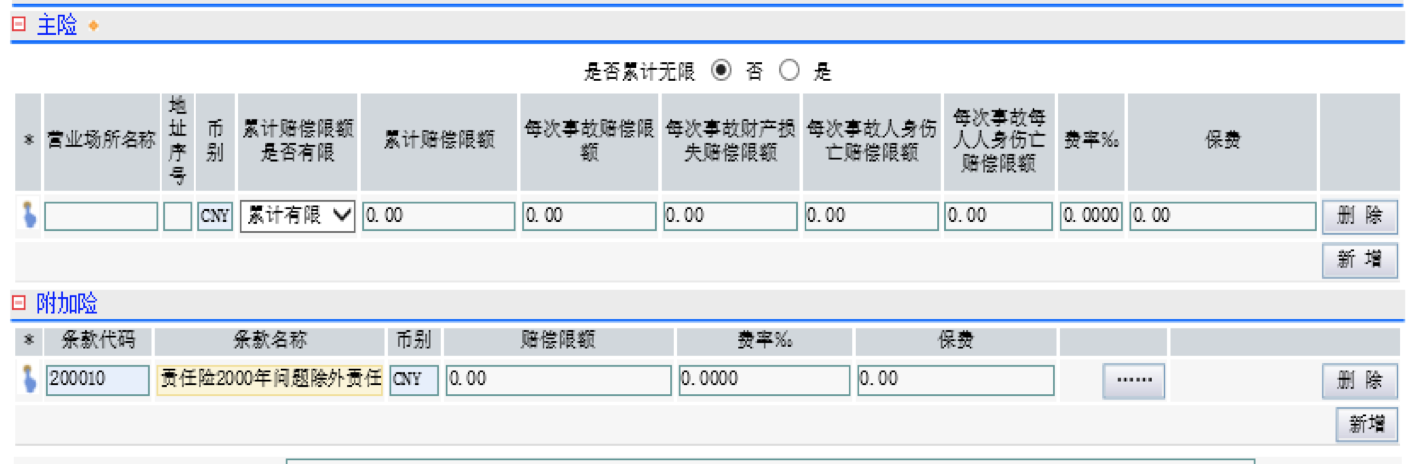 主险
是否累计无限 否 是
* 营业场所名称 地址序号 币别 累计赔偿限额是否有限 累计赔偿限额 每次事故赔偿限额 每次事故财产损失赔偿限额 每次事故人身伤亡赔偿限额 每次事故每人人身伤亡赔偿限额 费率‰ 保费
CNY 累计有限 0.00 0.00 0.00 0.00 0.00 0.0000 0.00 删 除
新 增
附加险
* 条款代码 条款名称 币别 赔偿限额 费率‰ 保费
200010 责任险2000年问题除外责任 CNY 0.00 0.0000 0.00 ...... 删 除
新增